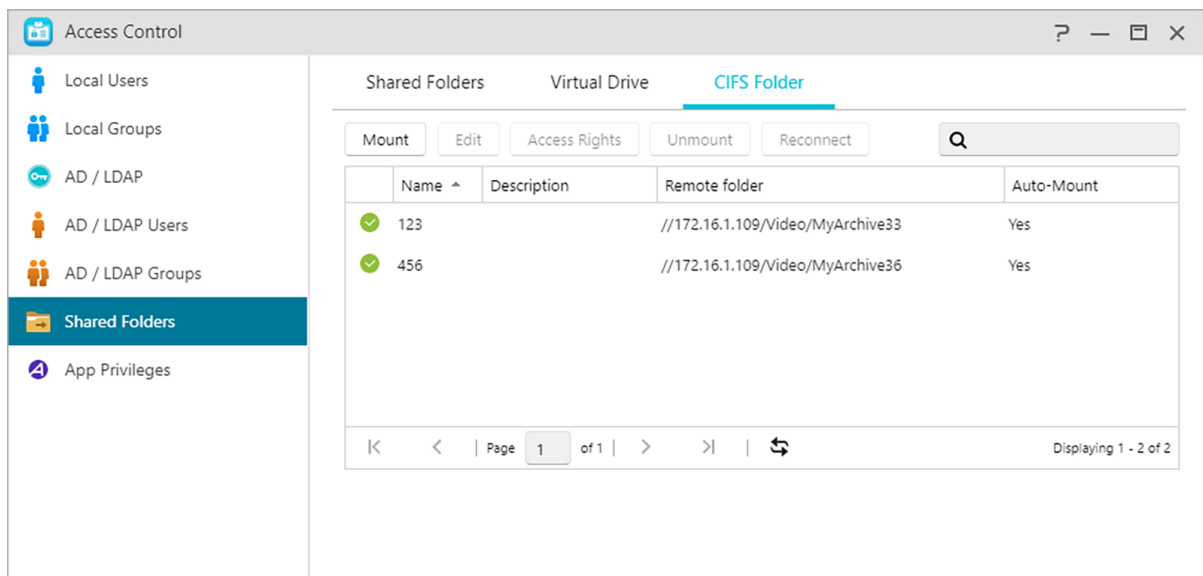 Access Control
Local Users
Local Groups
AD / LDAP
AD / LDAP Users
AD / LDAP Groups
Shared Folders
App Privileges
Shared Folders Virtual Drive CIFS Folder
Mount Edit Access Rights Unmount Reconnect
Name Description Remote folder Auto-Mount
123 //172.16.1.109/Video/MyArchive33 Yes
456 //172.16.1.109/Video/MyArchive36 Yes
Page 1 of 1 Displaying 1 - 2 of 2